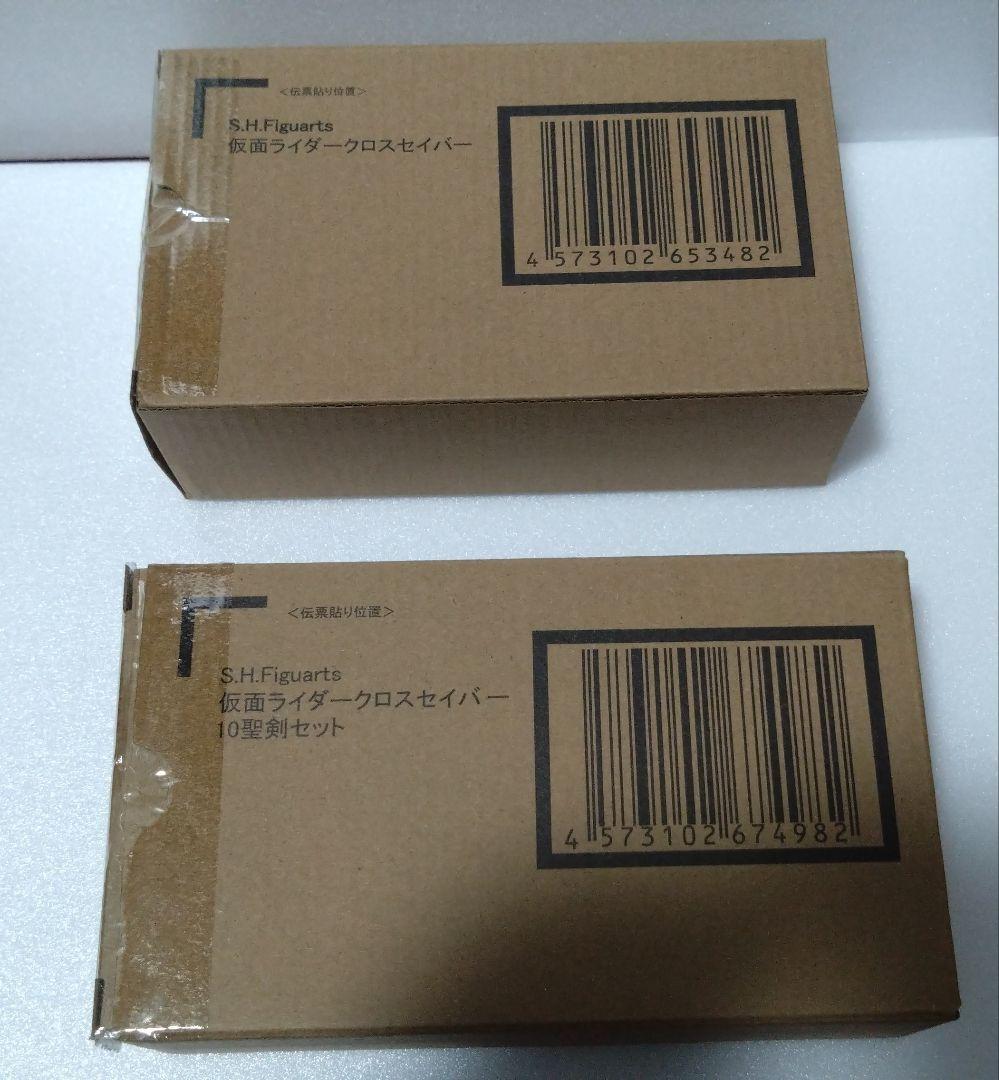 <伝票貼り位置>
S.H.Figuarts
仮面ライダークロスセイバー
4 573102 653482
<伝票貼り位置>
S.H.Figuarts
仮面ライダークロスセイバー
10聖剣セット
4 573102 674982